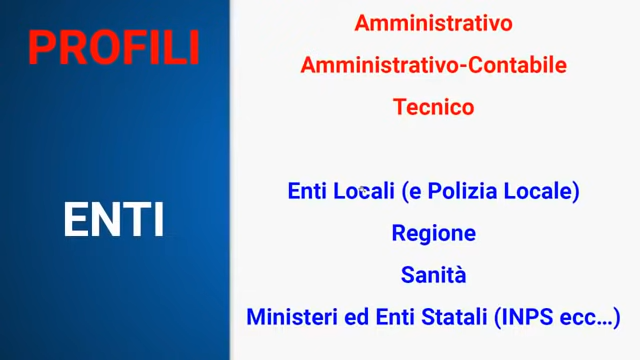 PROFILI
Amministrativo
Amministrativo-Contabile
Tecnico
ENTI
Enti Locali (e Polizia Locale)
Regione
Sanità
Ministeri ed Enti Statali (INPS ecc...)